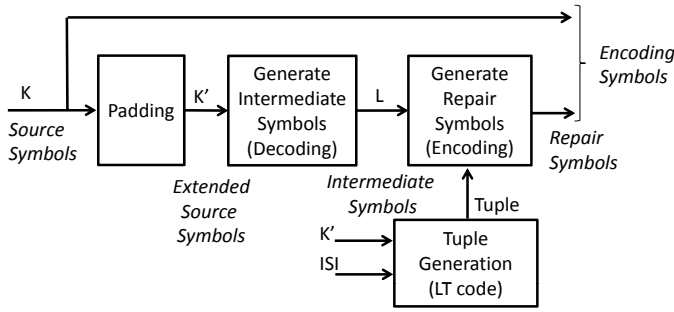 Encoding
Symbols
K
Source
Symbols
Padding
K'
Extended
Source
Symbols
Generate
Intermediate
Symbols
(Decoding)
L
Intermediate
Symbols
Generate
Repair
Symbols
(Encoding)
Repair
Symbols
Tuple
K'
ISI
Tuple
Generation
(LT code)